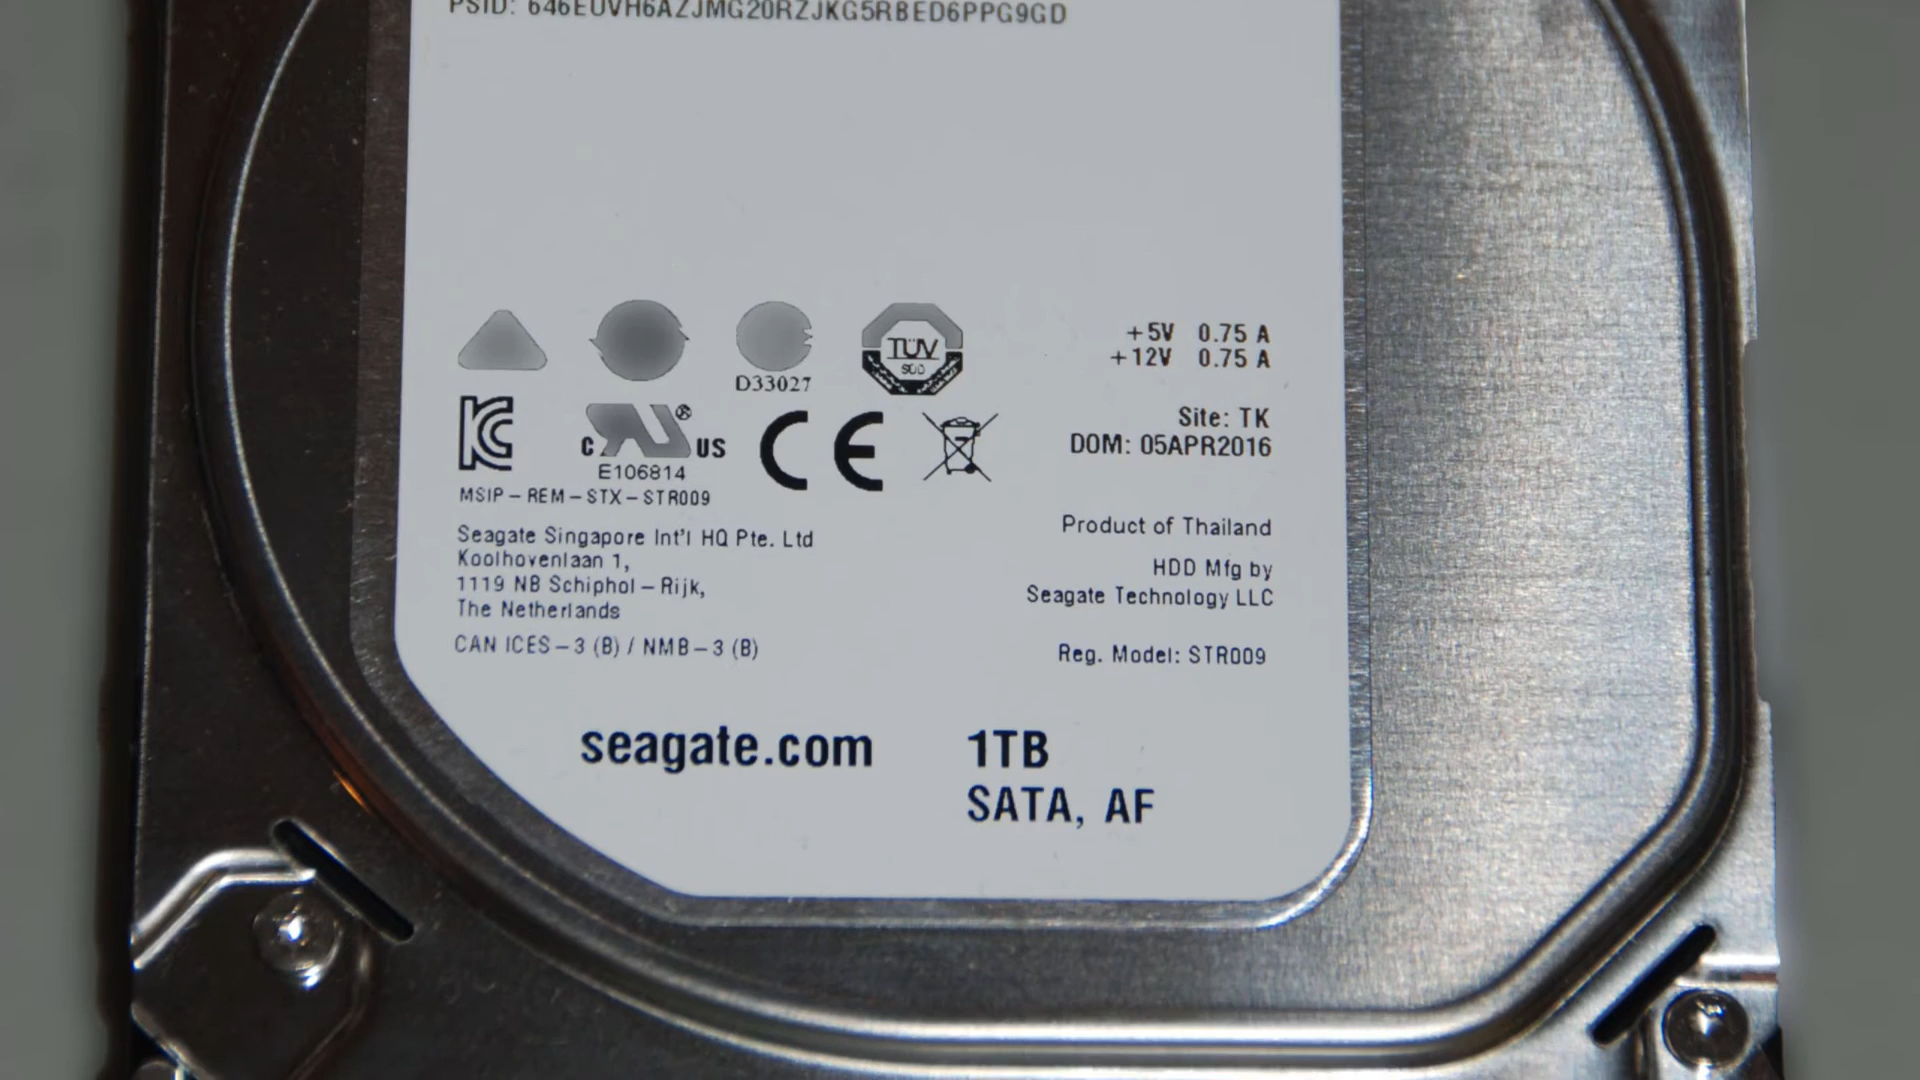 PSID: 646EUVH6AZJMG20RZJKG5RBED6PPG9GD
TÜV
SÜD
D33027
+5V 0.75 A
+12V 0.75 A
C US
E106814
CE
MSIP-REM-STX-STR009
Site: TK
DOM: 05APR2016
Seagate Singapore Int'l HQ Pte. Ltd
Koolhovenlaan 1,
1119 NB Schiphol-Rijk,
The Netherlands
CAN ICES-3 (B) / NMB-3 (B)
Product of Thailand
HDD Mfg by
Seagate Technology LLC
Reg. Model: STR009
seagate.com
1TB
SATA, AF